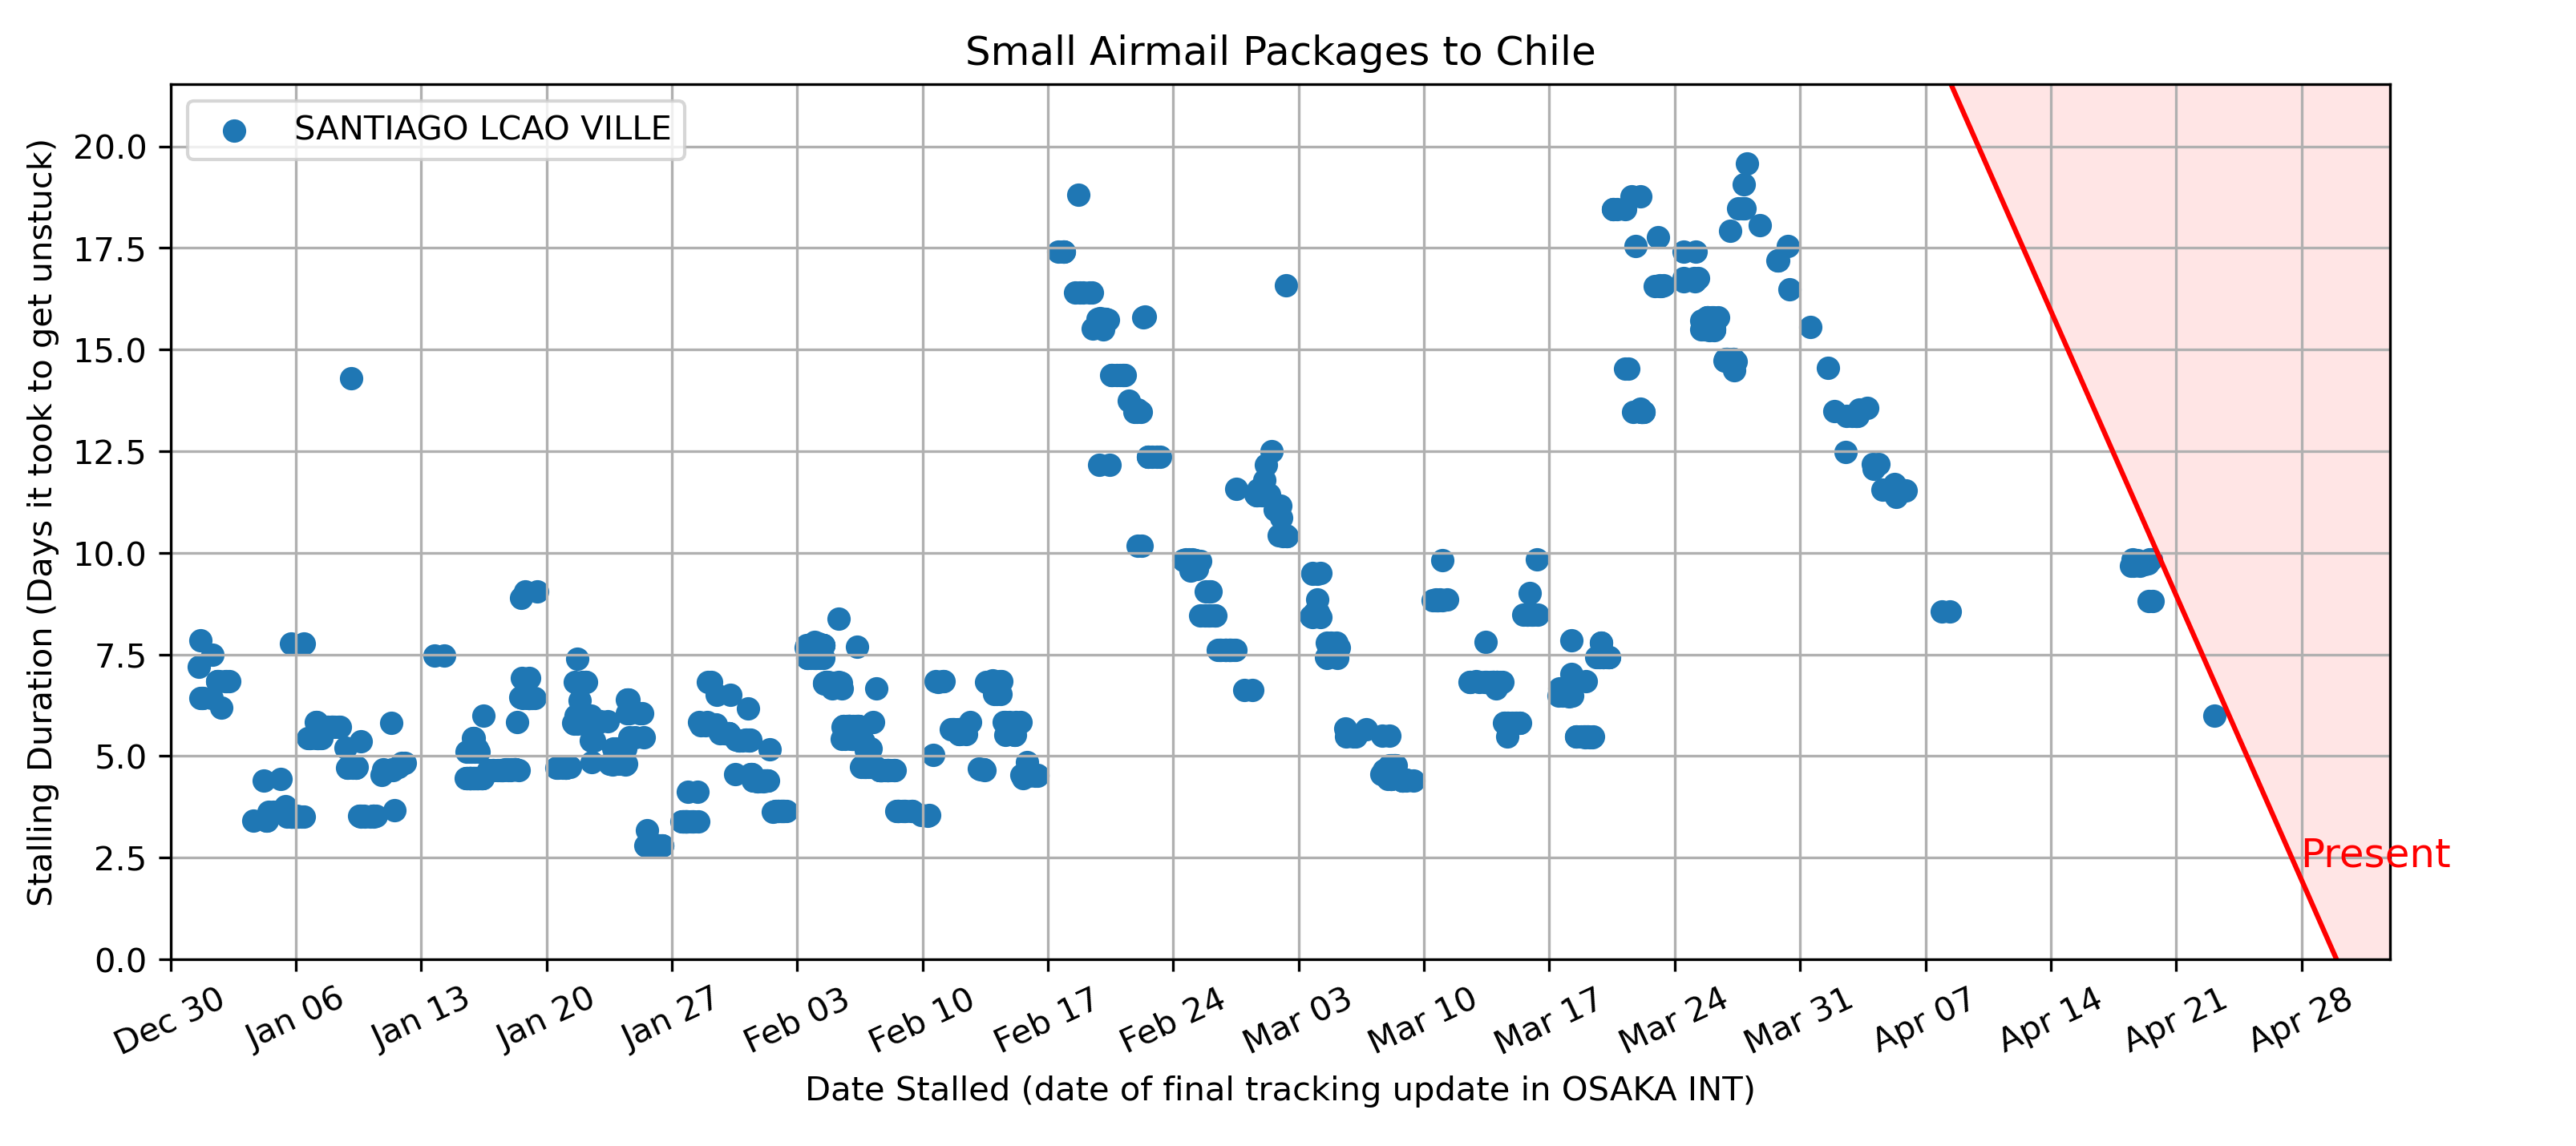 Small Airmail Packages to Chile
SANTIAGO LCAO VILLE
Stalling Duration (Days it took to get unstuck)
20.0
17.5
15.0
12.5
10.0
7.5
5.0
2.5
0.0
Present
Dec 30
Jan 06
Jan 13
Jan 20
Jan 27
Feb 03
Feb 10
Feb 17
Feb 24
Mar 03
Mar 10
Mar 17
Mar 24
Mar 31
Apr 07
Apr 14
Apr 21
Apr 28
Date Stalled (date of final tracking update in OSAKA INT)